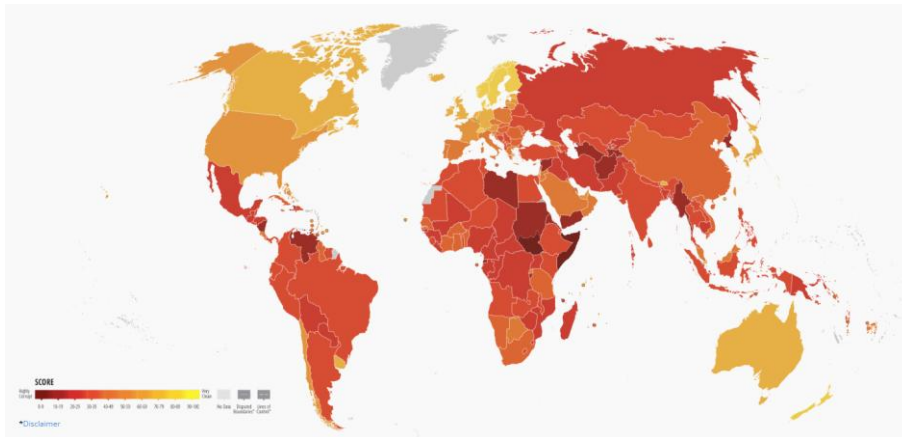 SCORE
Highly Corrupt
Very Clean
0-9 10-19 20-29 30-39 40-49 50-59 60-69 70-79 80-89 90-100
No Data
Disputed Boundaries*
Lines of Control*
*Disclaimer